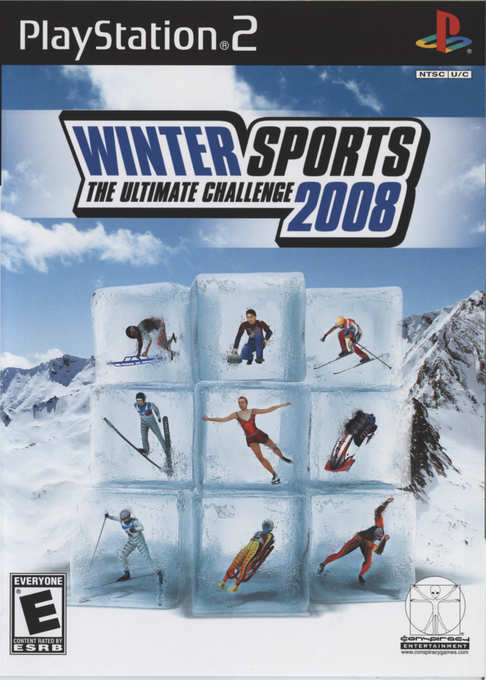 PlayStation®2
NTSC U/C
WINTER SPORTS
THE ULTIMATE CHALLENGE 2008
EVERYONE
E
CONTENT RATED BY
ESRB
conspiracy
ENTERTAINMENT
www.conspiracygames.com